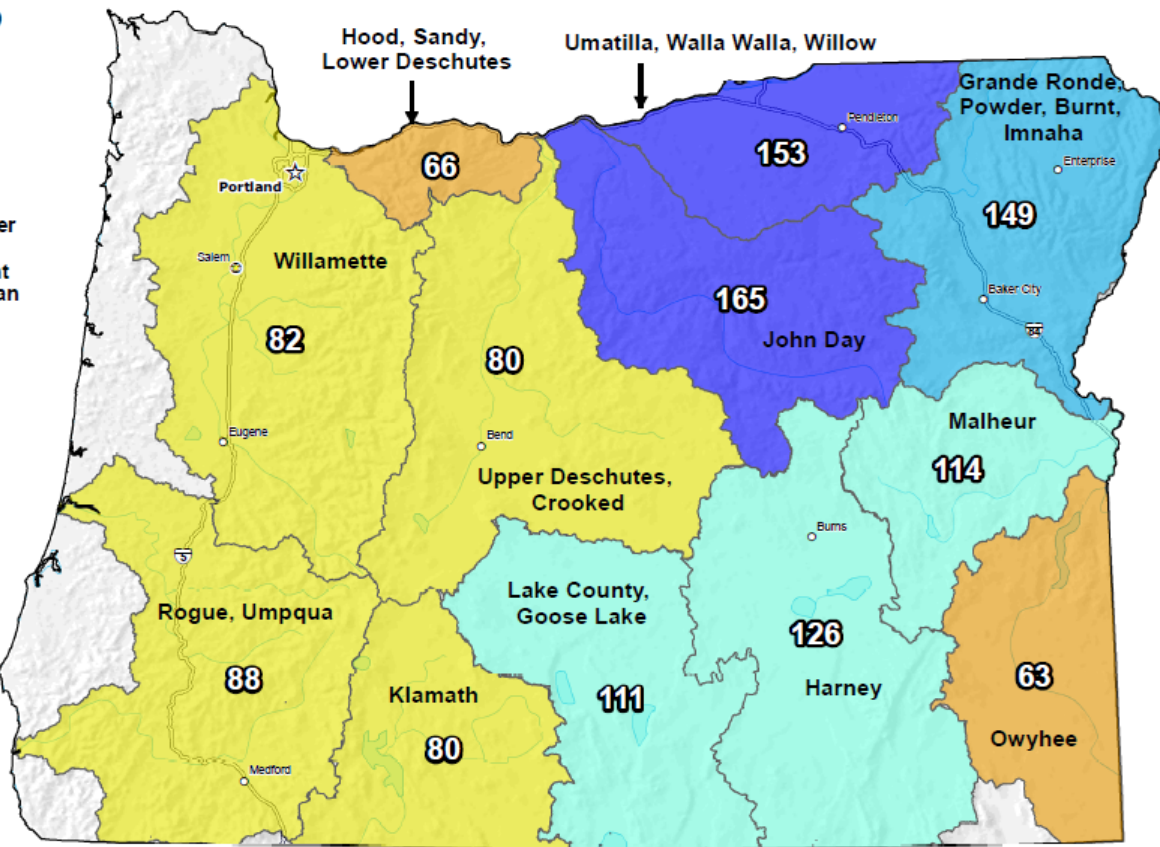 er
t
an
Hood, Sandy,
Lower Deschutes
Umatilla, Walla Walla, Willow
Grande Ronde,
Powder, Burnt,
Imnaha
66
153
Pendleton
Enterprise
149
Portland
Salem
Willamette
82
80
165
John Day
Baker City
84
Eugene
Bend
Upper Deschutes,
Crooked
Malheur
114
Burns
5
Rogue, Umpqua
88
Lake County,
Goose Lake
111
126
Harney
Klamath
80
63
Owyhee
Medford